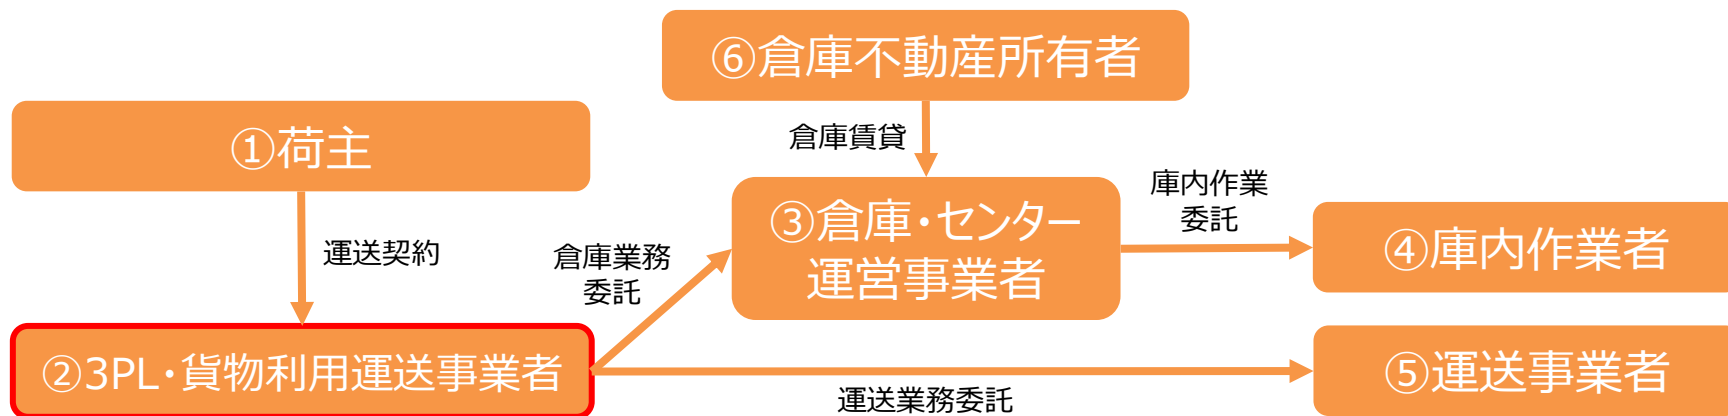 ⑥倉庫不動産所有者
①荷主
倉庫賃貸
庫内作業
委託
③倉庫・センター
運営事業者
④庫内作業者
運送契約
倉庫業務
委託
②3PL・貨物利用運送事業者
⑤運送事業者
運送業務委託